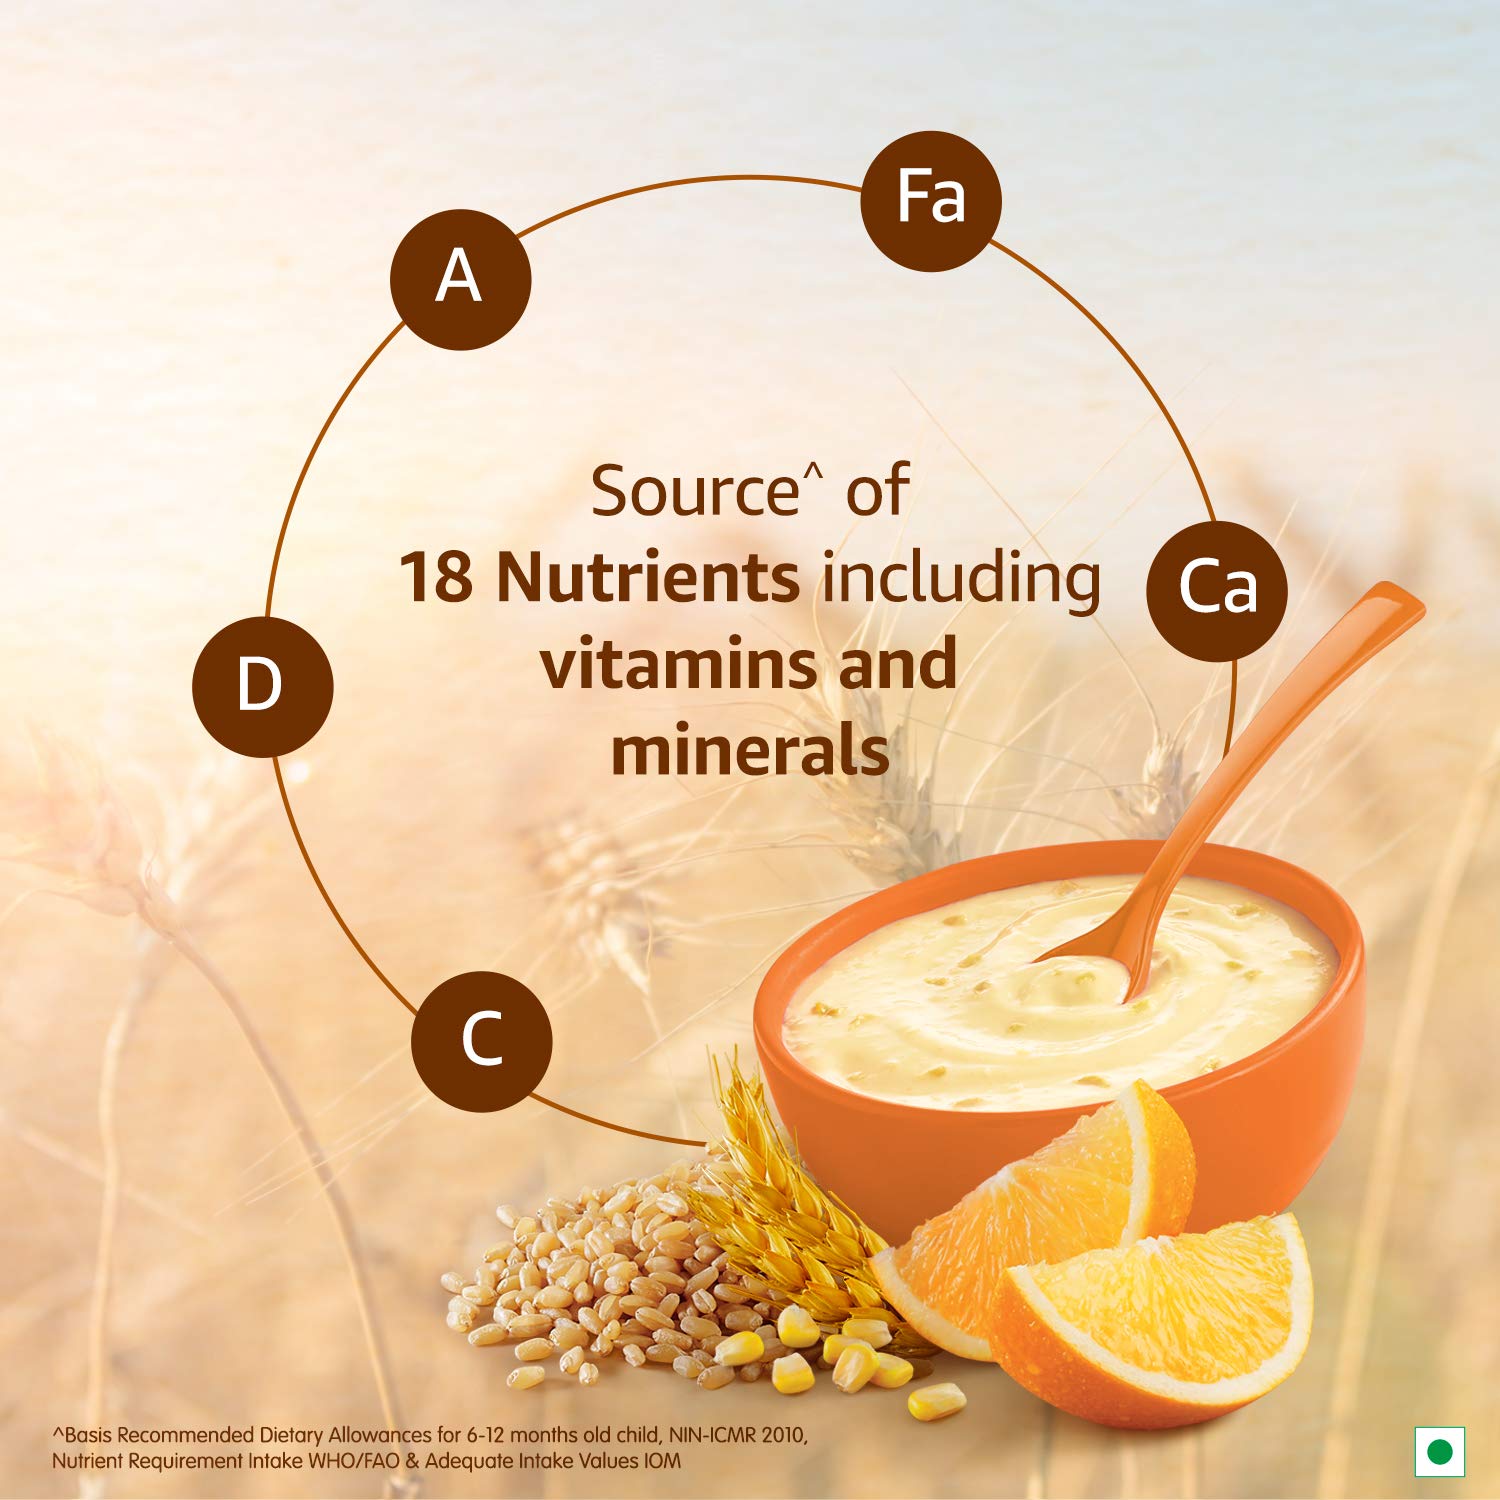 Fa
A
Source^ of
18 Nutrients including
vitamins and
minerals
Ca
D
C
^Basis Recommended Dietary Allowances for 6-12 months old child, NIN-ICMR 2010,
Nutrient Requirement Intake WHO/FAO & Adequate Intake Values IOM